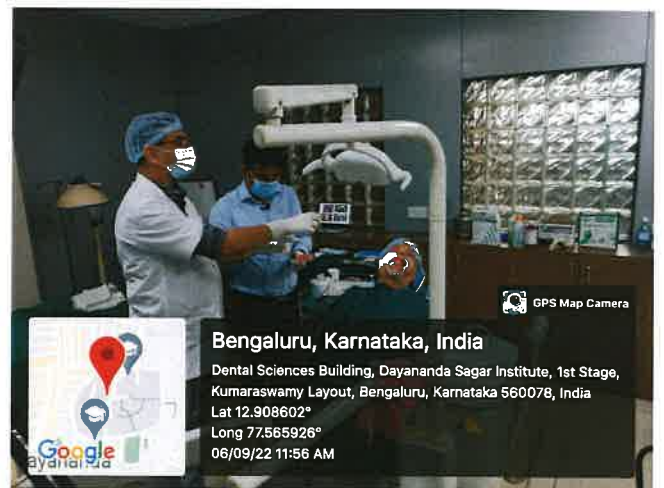 GPS Map Camera
Bengaluru, Karnataka, India
Dental Sciences Building, Dayananda Sagar Institute, 1st Stage,
Kumaraswamy Layout, Bengaluru, Karnataka 560078, India
Lat 12.908602°
Long 77.565926°
06/09/22 11:56 AM
Google